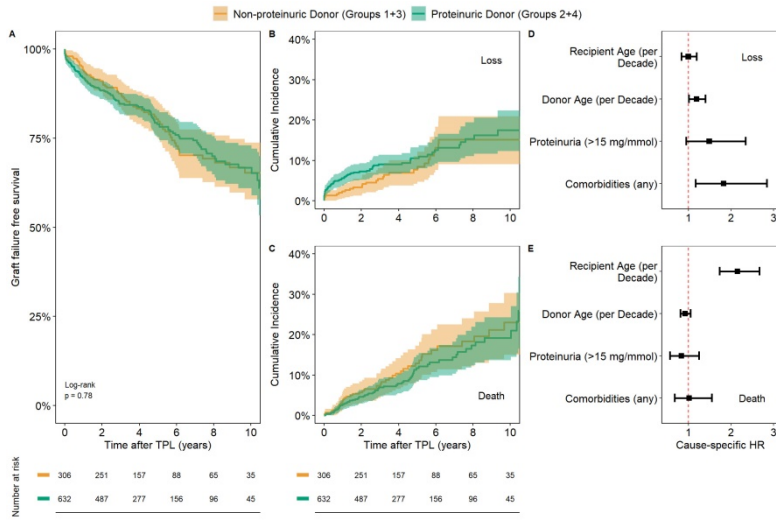 Non-proteinuric Donor (Groups 1+3) Proteinuric Donor (Groups 2+4)
A
100%
75%
50%
25%
0%
Graft failure free survival
Log-rank
p = 0.78
0 2 4 6 8 10
Time after TPL (years)
B
Loss
40%
30%
20%
10%
0%
Cumulative Incidence
0 2 4 6 8 10
C
40%
30%
20%
10%
0%
Cumulative Incidence
Death
0 2 4 6 8 10
Time after TPL (years)
D
Loss
Recipient Age (per
Decade)
Donor Age (per Decade)
Proteinuria (>15 mg/mmol)
Comorbidities (any)
1 2 3
E
Recipient Age (per
Decade)
Donor Age (per Decade)
Proteinuria (>15 mg/mmol)
Comorbidities (any)
Death
1 2 3
Cause-specific HR
Number at risk
306 251 157 88 65 35
632 487 277 156 96 45
306 251 157 88 65 35
632 487 277 156 96 45